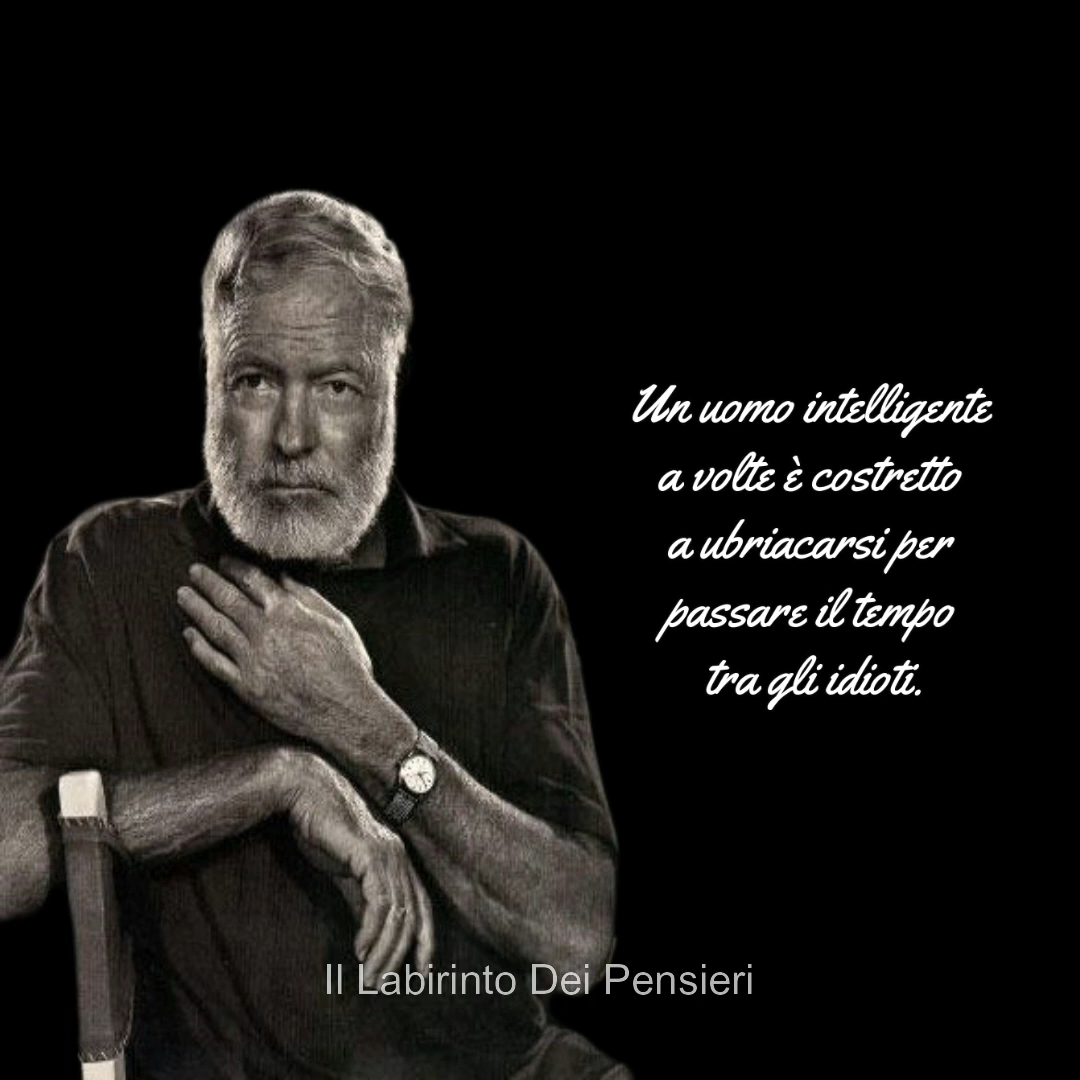 Un uomo intelligente
a volte è costretto
a ubriacarsi per
passare il tempo
tra gli idioti.
Il Labirinto Dei Pensieri